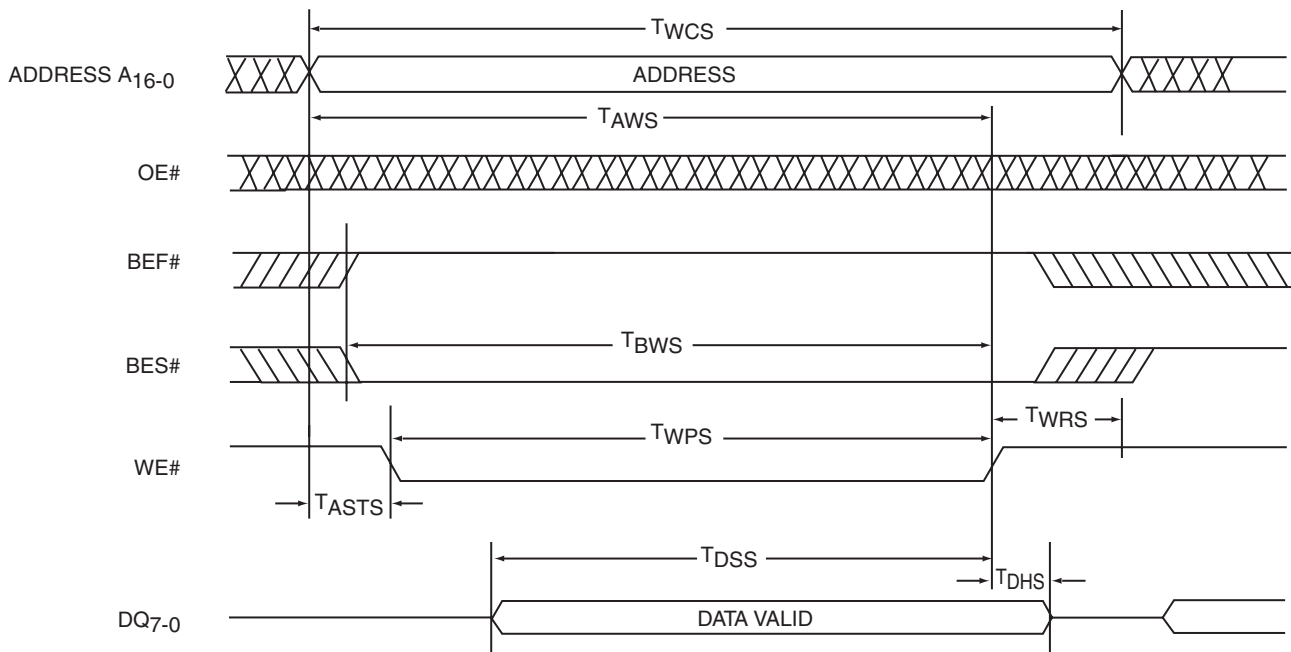 TWCS
ADDRESS A16-0
ADDRESS
TAWS
OE#
BEF#
TBWS
BES#
TWRS
TWPS
WE#
TASTS
TDSS
TDHS
DQ7-0
DATA VALID